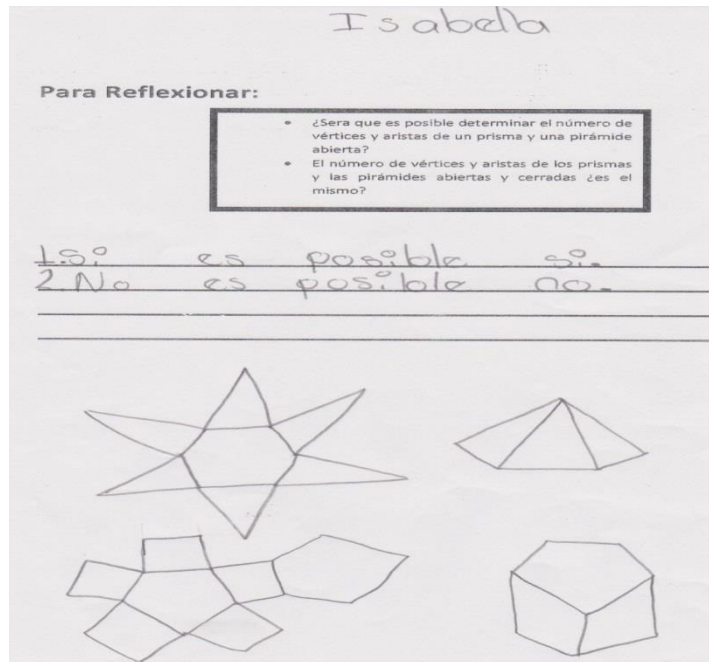 Isabella
Para Reflexionar:
• ¿Sera que es posible determinar el número de
vértices y aristas de un prisma y una pirámide
abierta?
• El número de vértices y aristas de los prismas
y las pirámides abiertas y cerradas ¿es el
mismo?
1. Si es posible si.
2. No es posible no.